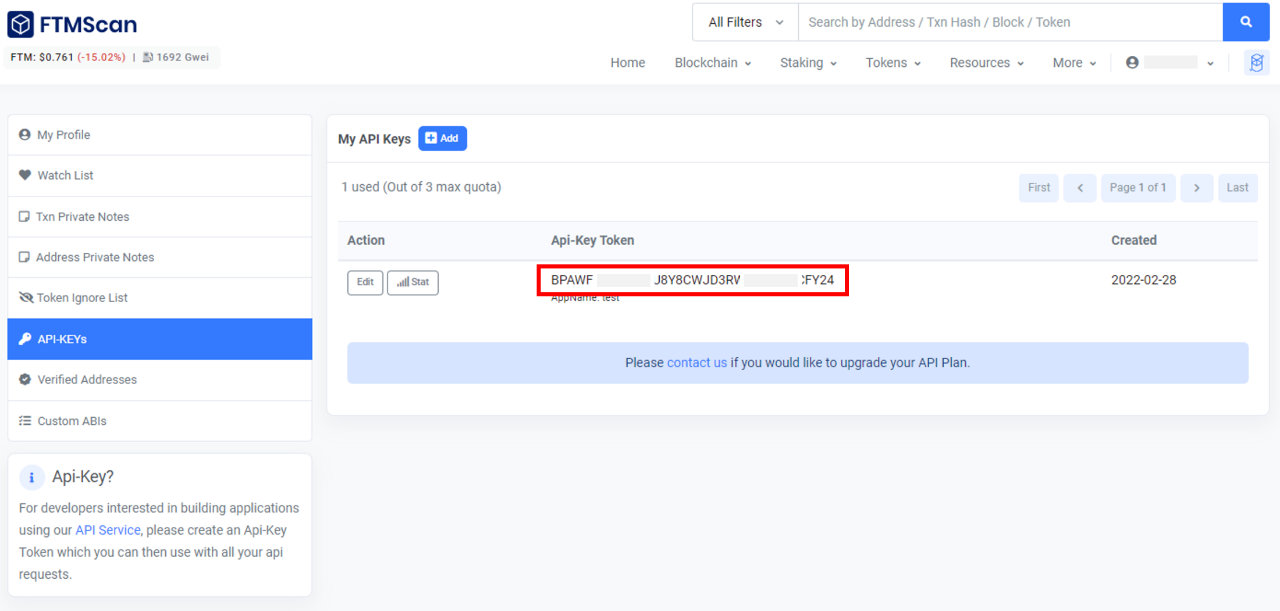 FTMScan
All Filters
Search by Address / Txn Hash / Block / Token
FTM: $0.761 (-15.02%) | 1692 Gwei
Home Blockchain Staking Tokens Resources More
My Profile
Watch List
Txn Private Notes
Address Private Notes
Token Ignore List
API-KEYs
Verified Addresses
Custom ABIs
Api-Key?
For developers interested in building applications
using our API Service, please create an Api-Key
Token which you can then use with all your api
requests.
My API Keys Add
1 used (Out of 3 max quota)
First Page 1 of 1 Last
Action Api-Key Token Created
Edit Stat BPAWF J8Y8CWJD3RV CFY24 2022-02-28
AppName: test
Please contact us if you would like to upgrade your API Plan.